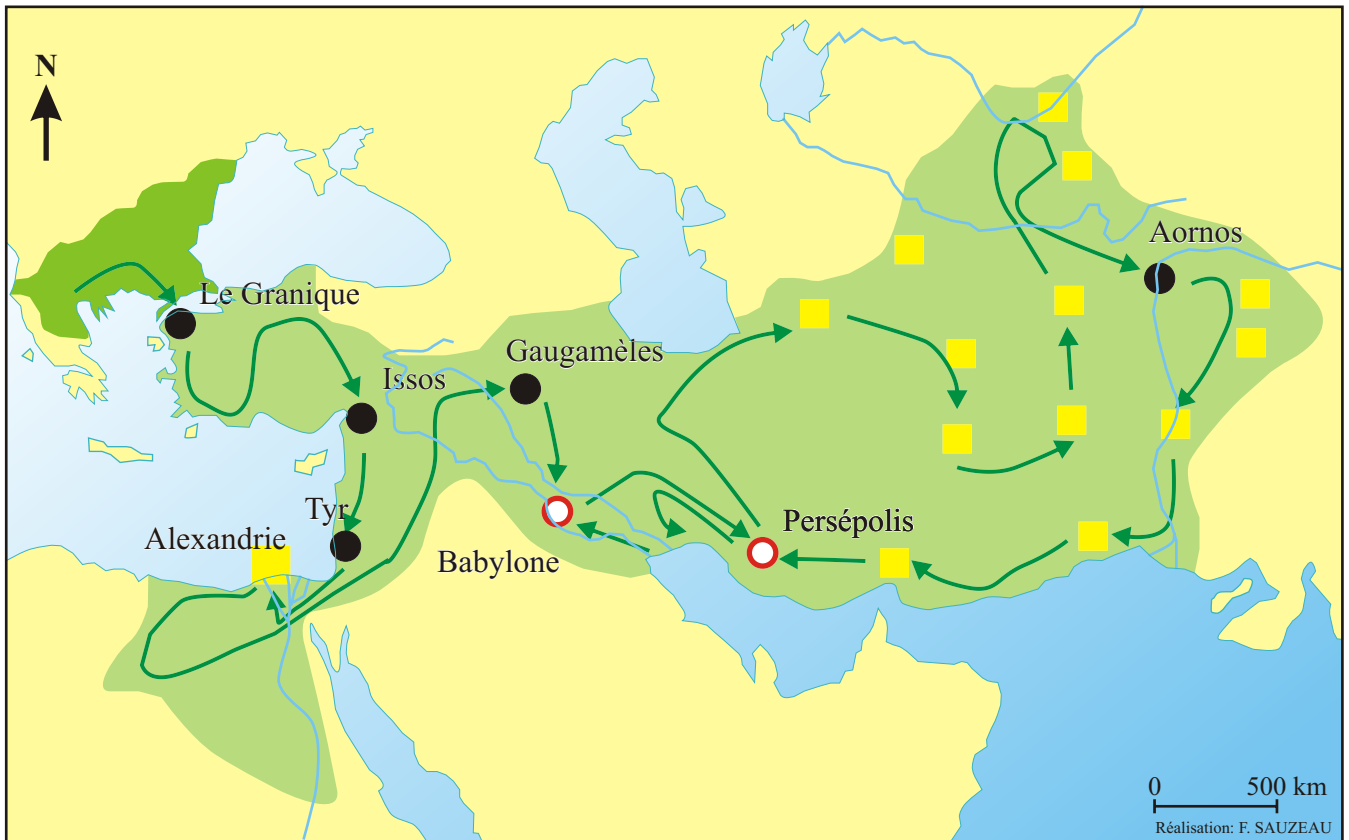 N
Aornos
Le Granique
Gaugamèles
Issos
Tyr
Alexandrie
Persépolis
Babylone
0 500 km
Réalisation: F. SAUZEAU